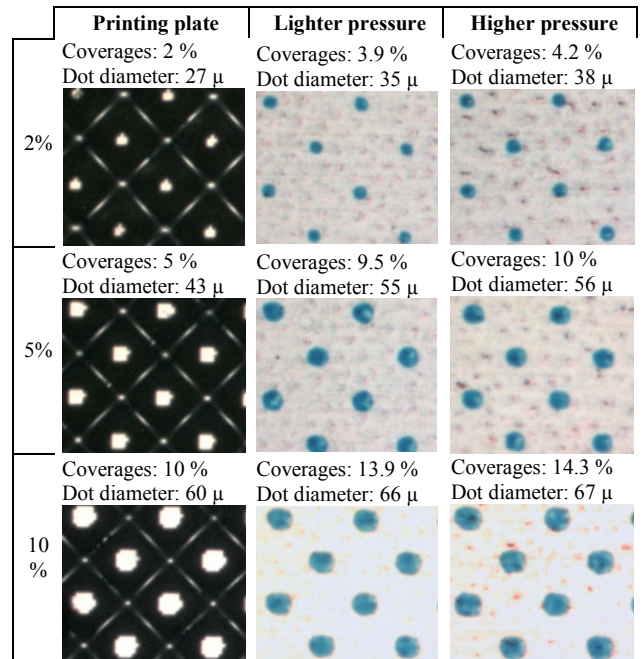 Printing plate Lighter pressure Higher pressure
2%
Coverages: 2 %
Dot diameter: 27 µ
Coverages: 3.9 %
Dot diameter: 35 µ
Coverages: 4.2 %
Dot diameter: 38 µ
5%
Coverages: 5 %
Dot diameter: 43 µ
Coverages: 9.5 %
Dot diameter: 55 µ
Coverages: 10 %
Dot diameter: 56 µ
10
%
Coverages: 10 %
Dot diameter: 60 µ
Coverages: 13.9 %
Dot diameter: 66 µ
Coverages: 14.3 %
Dot diameter: 67 µ